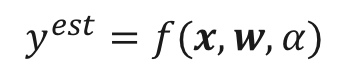 y^est = f(x, w, α)